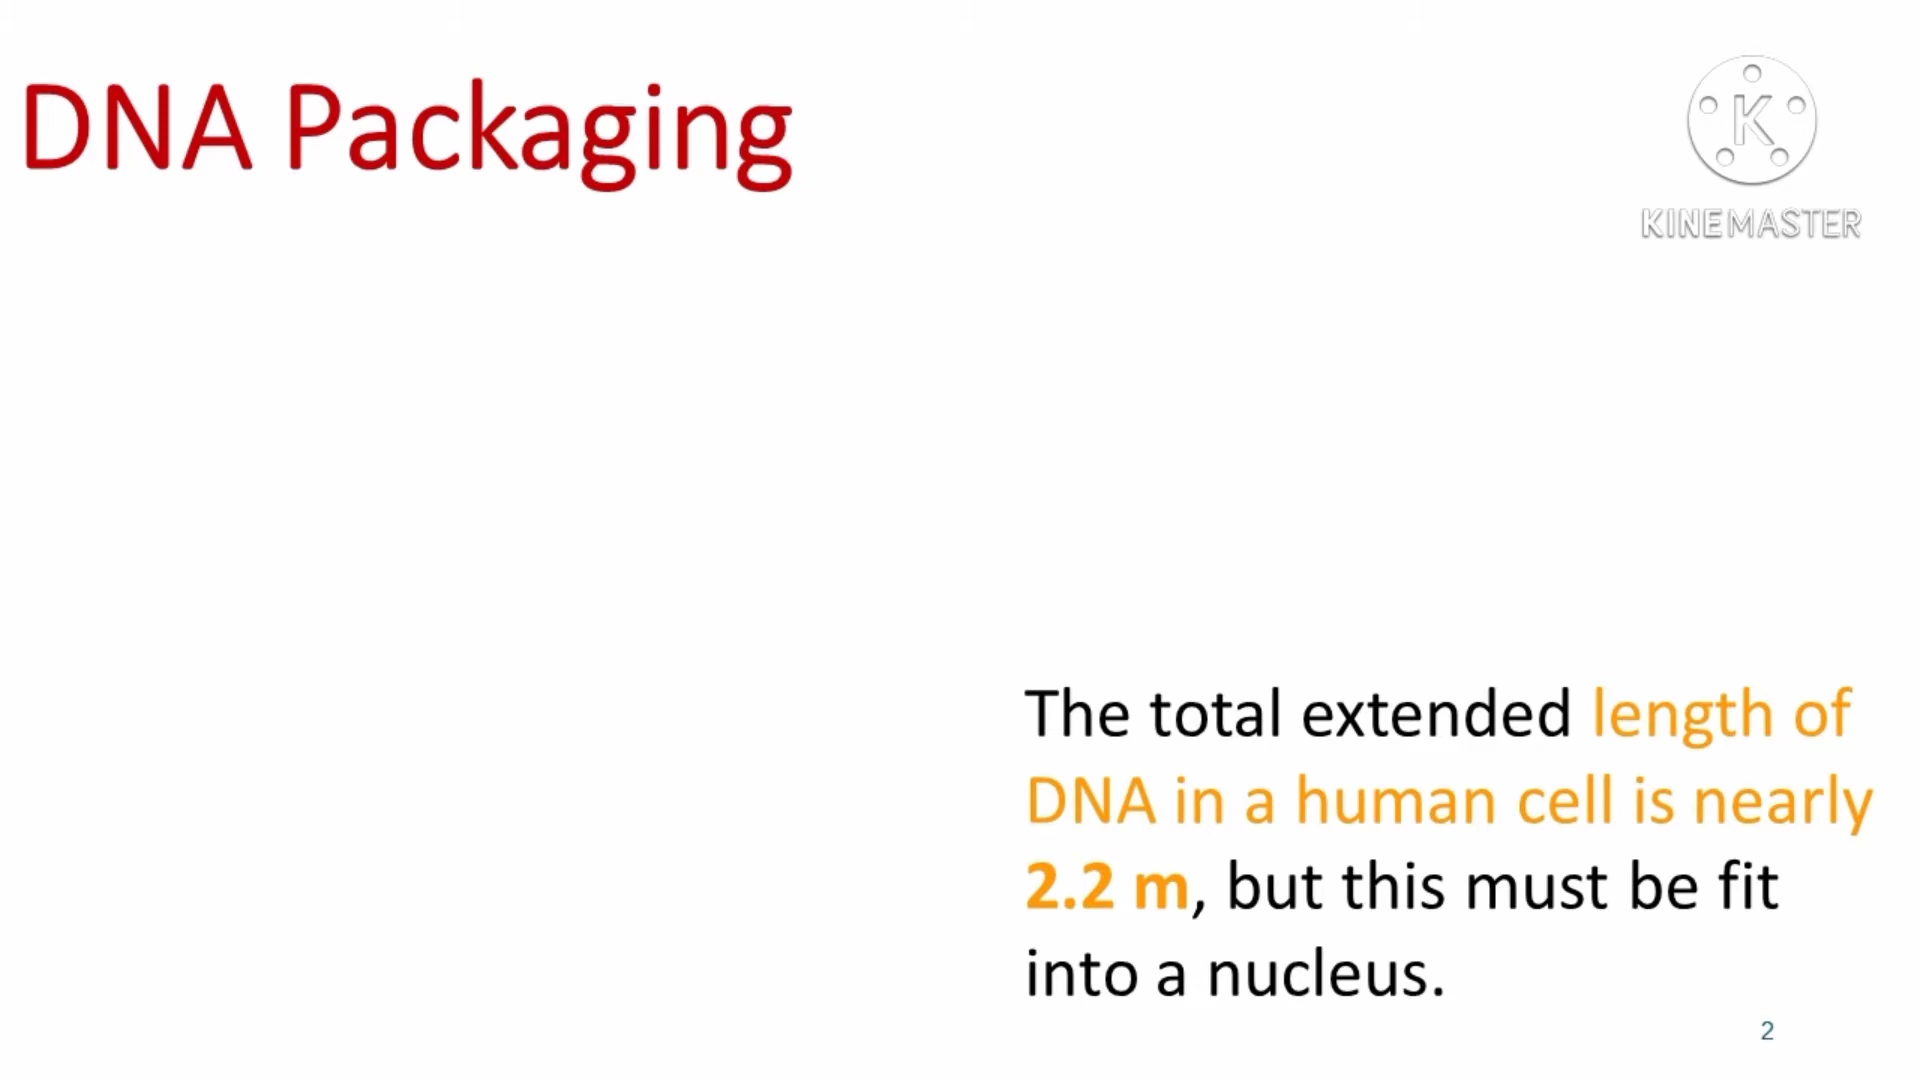 DNA Packaging
K
KINEMASTER
The total extended length of
DNA in a human cell is nearly
2.2 m, but this must be fit
into a nucleus.
2